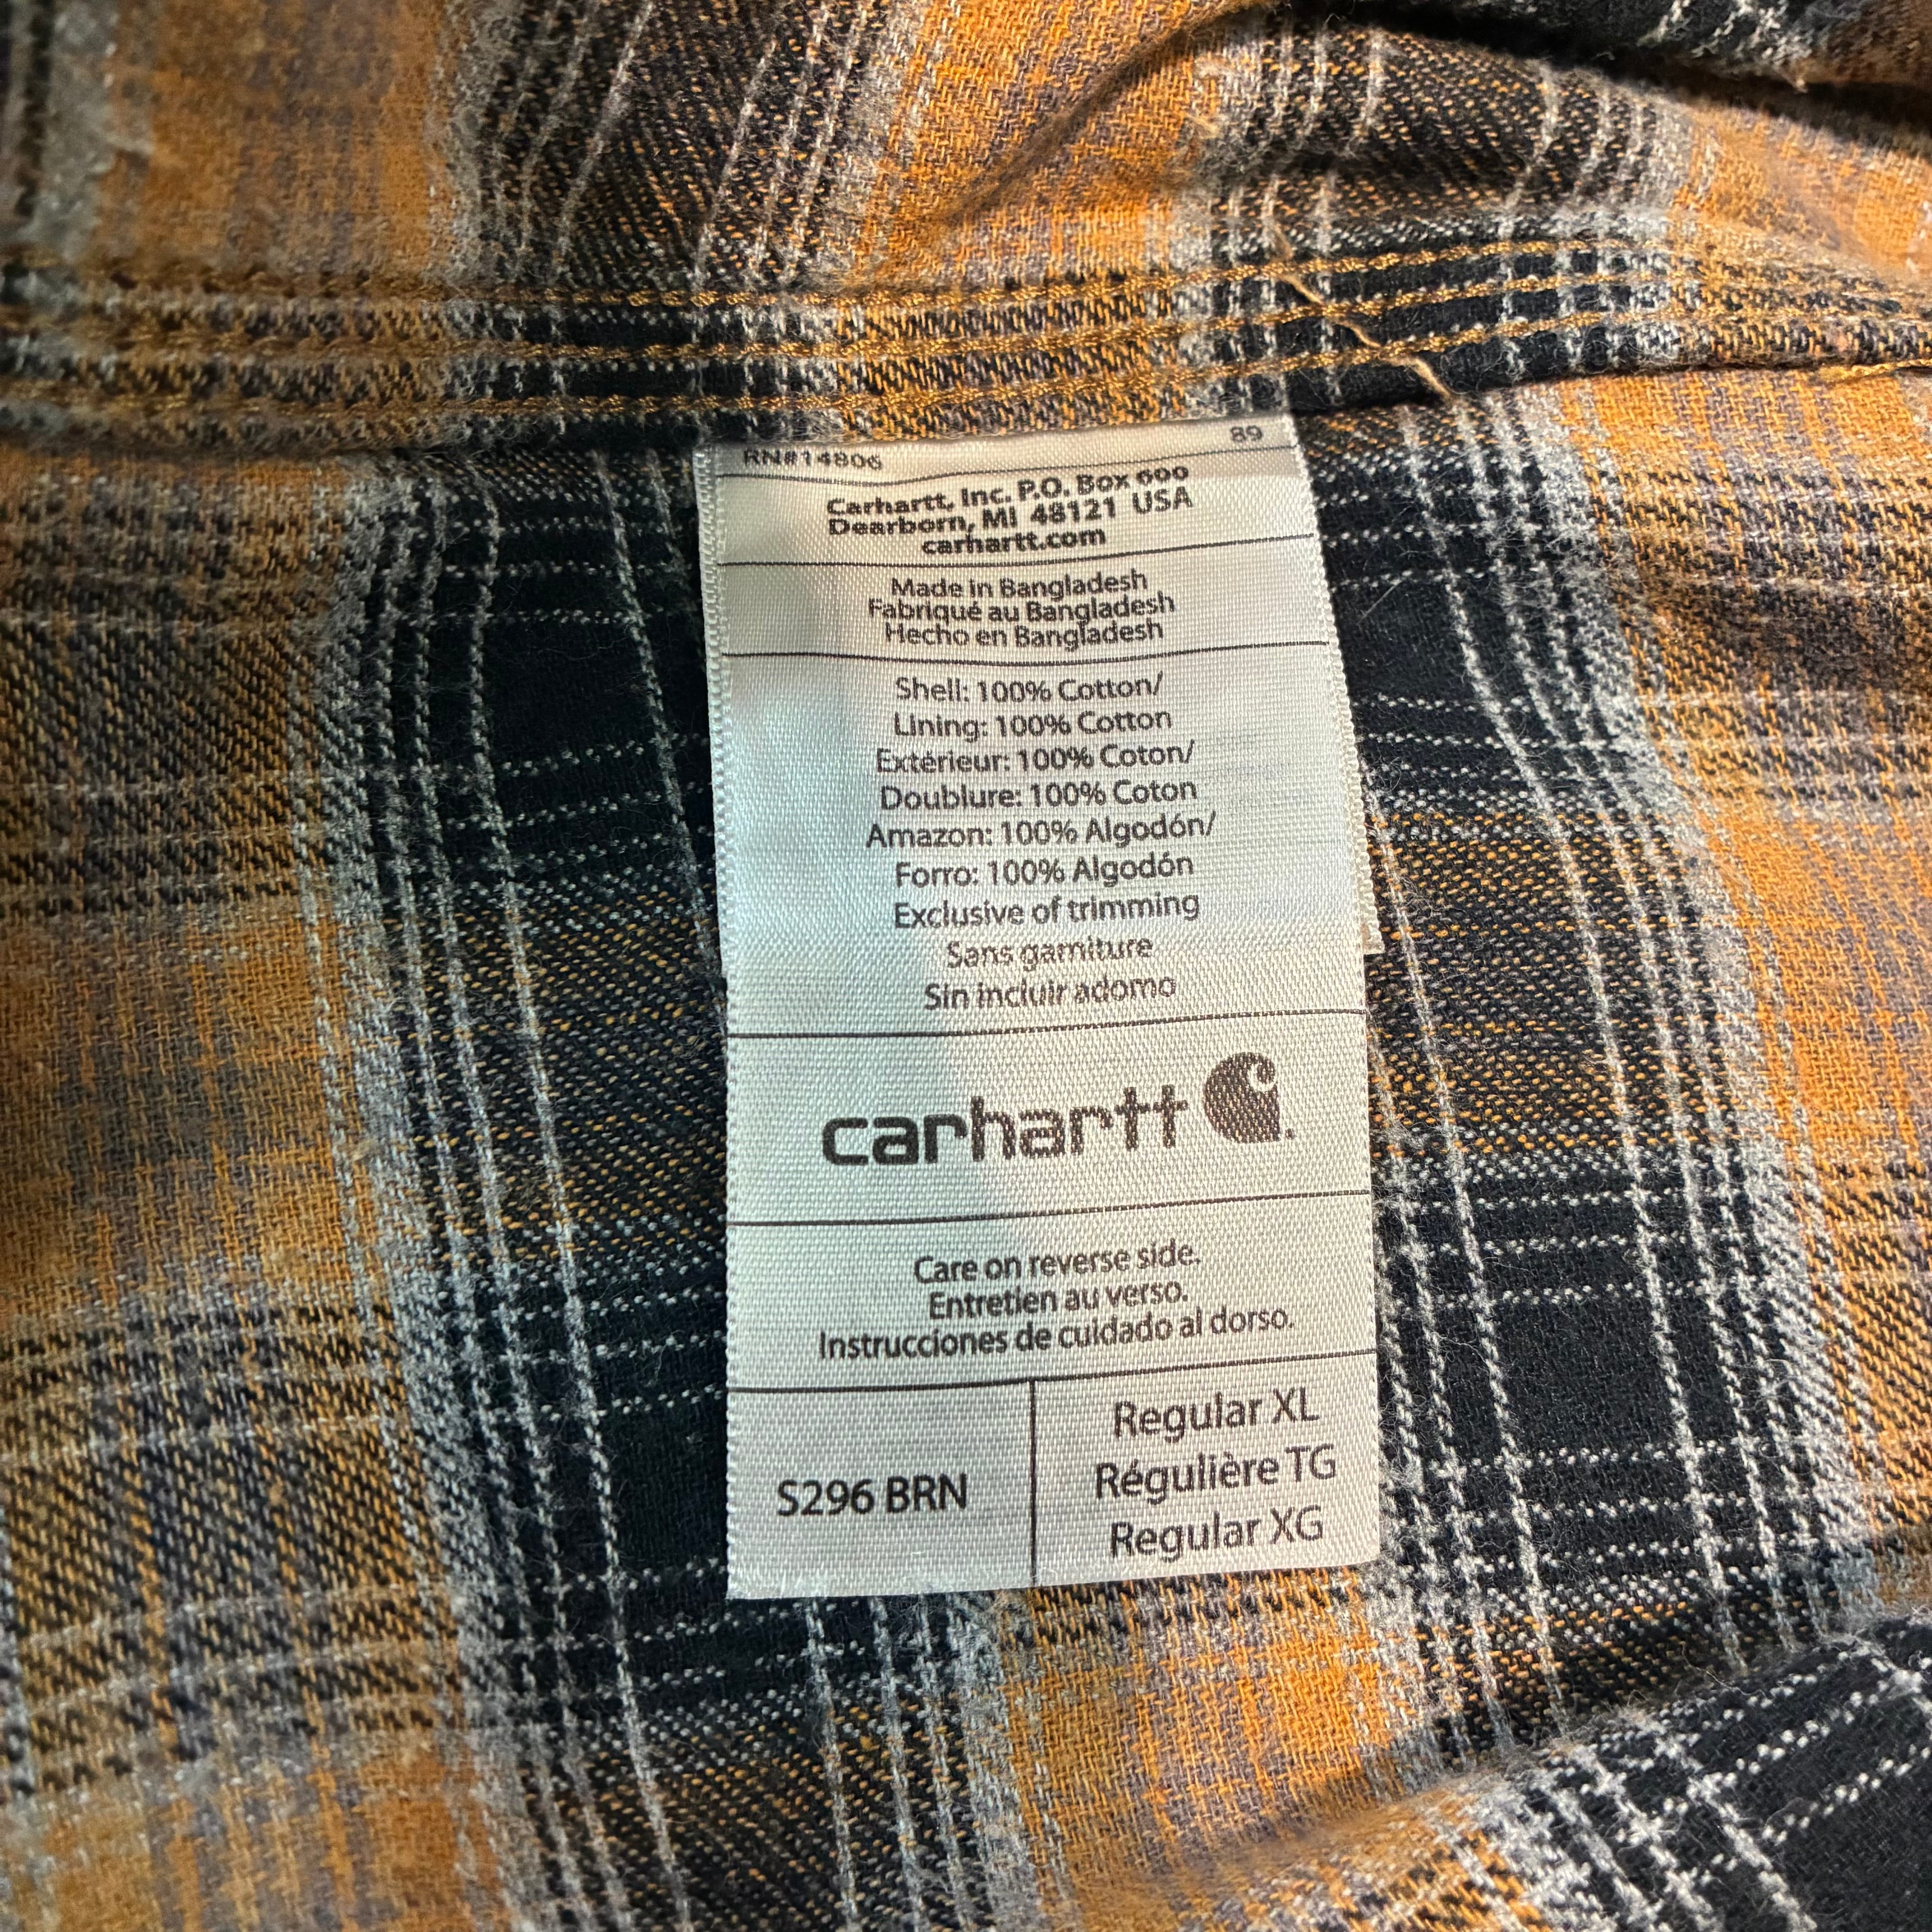 RN#14806 89
Carhartt, Inc. P.O. Box 600
Dearborn, MI 48121 USA
carhartt.com
Made in Bangladesh
Fabriqué au Bangladesh
Hecho en Bangladesh
Shell: 100% Cotton/
Lining: 100% Cotton
Extérieur: 100% Coton/
Doublure: 100% Coton
Amazon: 100% Algodón/
Forro: 100% Algodón
Exclusive of trimming
Sans garniture
Sin incluir adorno
carhartt
Care on reverse side.
Entretien au verso.
Instrucciones de cuidado al dorso.
S296 BRN
Regular XL
Régulière TG
Regular XG